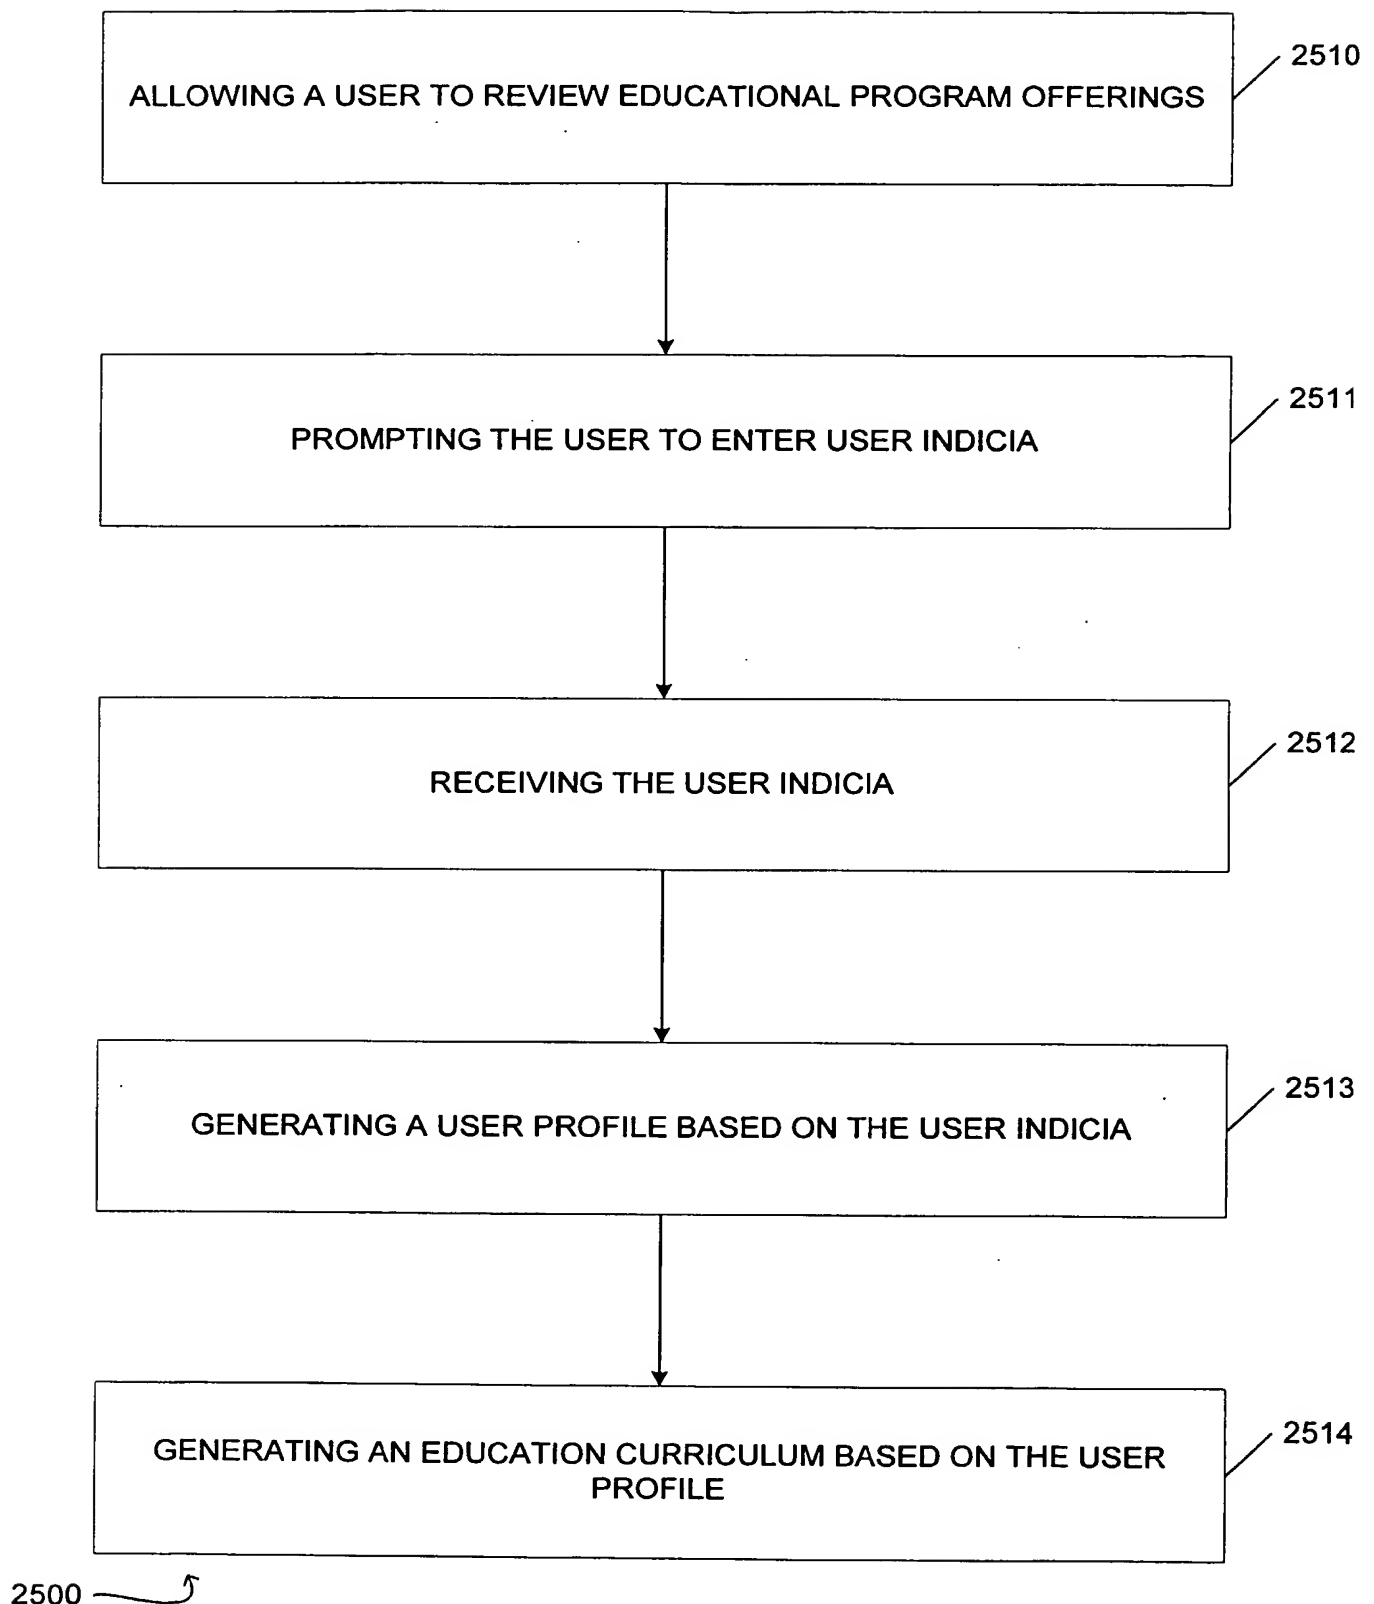 ALLOWING A USER TO REVIEW EDUCATIONAL PROGRAM OFFERINGS
2510
PROMPTING THE USER TO ENTER USER INDICIA
2511
RECEIVING THE USER INDICIA
2512
GENERATING A USER PROFILE BASED ON THE USER INDICIA
2513
GENERATING AN EDUCATION CURRICULUM BASED ON THE USER
PROFILE
2514
2500